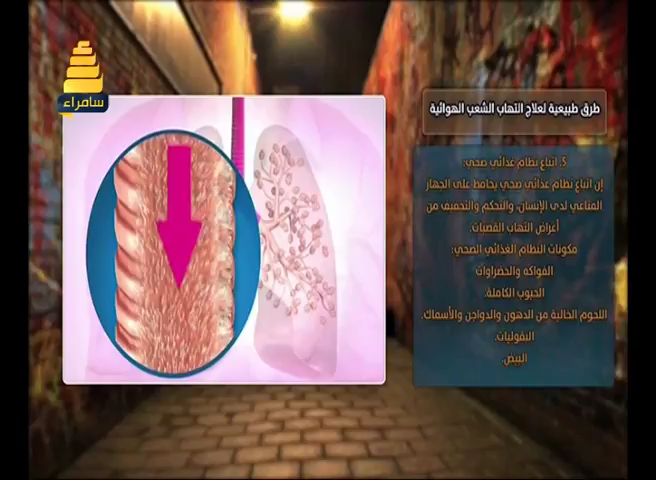 سامراء
طرق طبيعية لعلاج التهاب الشعب الهوائية
5. اتباع نظام غذائي صحي:
إن اتباع نظام غذائي صحي يحافظ على الجهاز
المناعي لدى الإنسان، والتحكم والتخفيف من
أعراض التهاب القصبات.
مكونات النظام الغذائي الصحي:
الفواكه والخضراوات
الحبوب الكاملة.
اللحوم الخالية من الدهون والدواجن والأسماك.
البقوليات.
البيض.